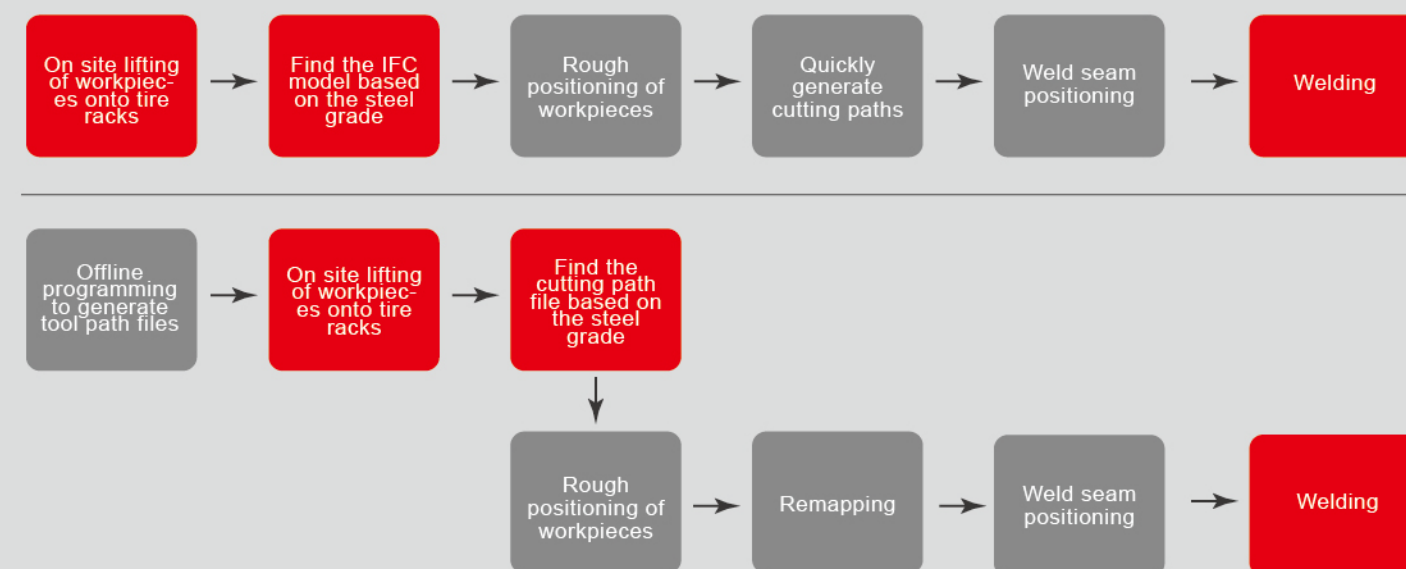 On site lifting
of workpiec-
es onto tire
racks
Find the IFC
model based
on the steel
grade
Rough
positioning of
workpieces
Quickly
generate
cutting paths
Weld seam
positioning
Welding
Offline
programming
to generate
tool path files
On site lifting
of workpiec-
es onto tire
racks
Find the
cutting path
file based on
the steel
grade
Rough
positioning of
workpieces
Remapping
Weld seam
positioning
Welding